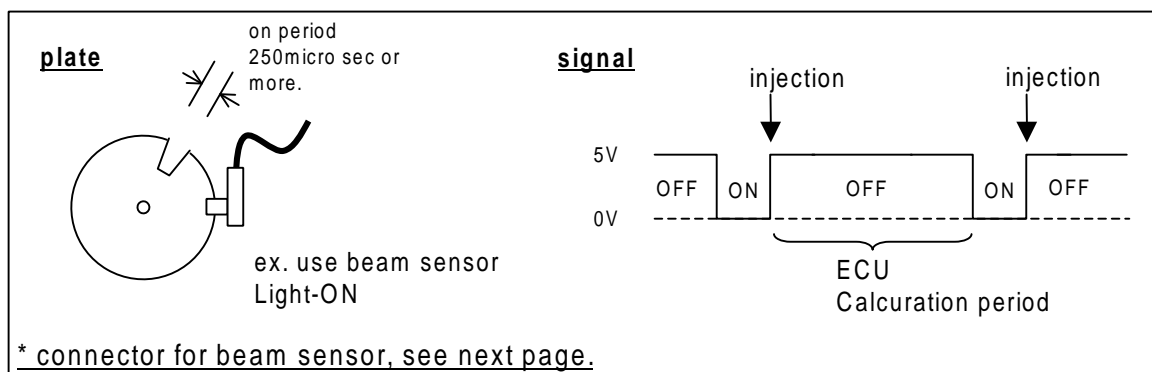 plate
on period
250micro sec or
more.
ex. use beam sensor
Light-ON
signal
injection
injection
5V
OFF
ON
OFF
ON
OFF
0V
ECU
Calcuration period
* connector for beam sensor, see next page.